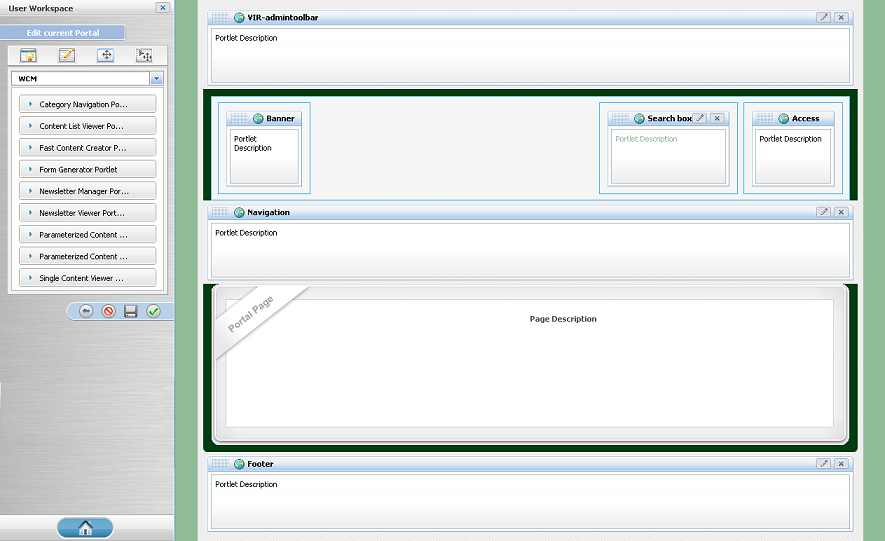 User Workspace
Edit current Portal
WCM
Category Navigation Po...
Content List Viewer Po...
Fast Content Creator P...
Form Generator Portlet
Newsletter Manager Por...
Newsletter Viewer Port...
Parameterized Content ...
Parameterized Content ...
Single Content Viewer ...
VIR-admintoolbar
Portlet Description
Banner
Portlet
Description
Search box
Portlet Description
Access
Portlet Description
Navigation
Portlet Description
Portal Page
Page Description
Footer
Portlet Description